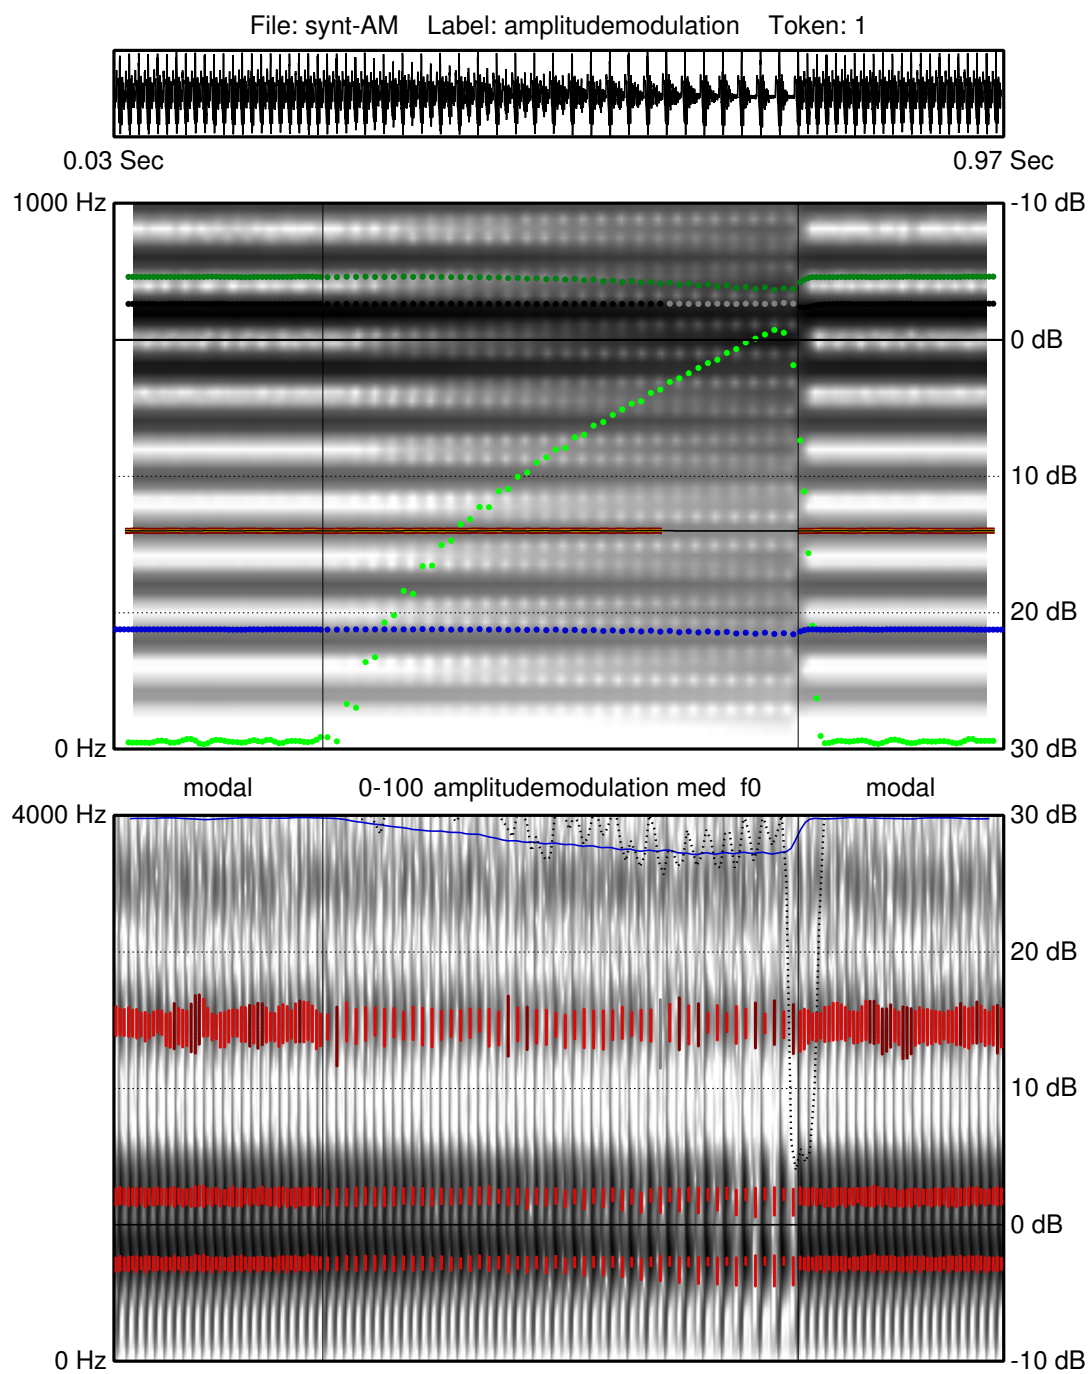 File: synt-AM Label: amplitudemodulation Token: 1
0.03 Sec 0.97 Sec
1000 Hz -10 dB
0 dB
10 dB
20 dB
0 Hz 30 dB
modal 0-100 amplitudemodulation med f0 modal
4000 Hz 30 dB
20 dB
10 dB
0 dB
0 Hz -10 dB